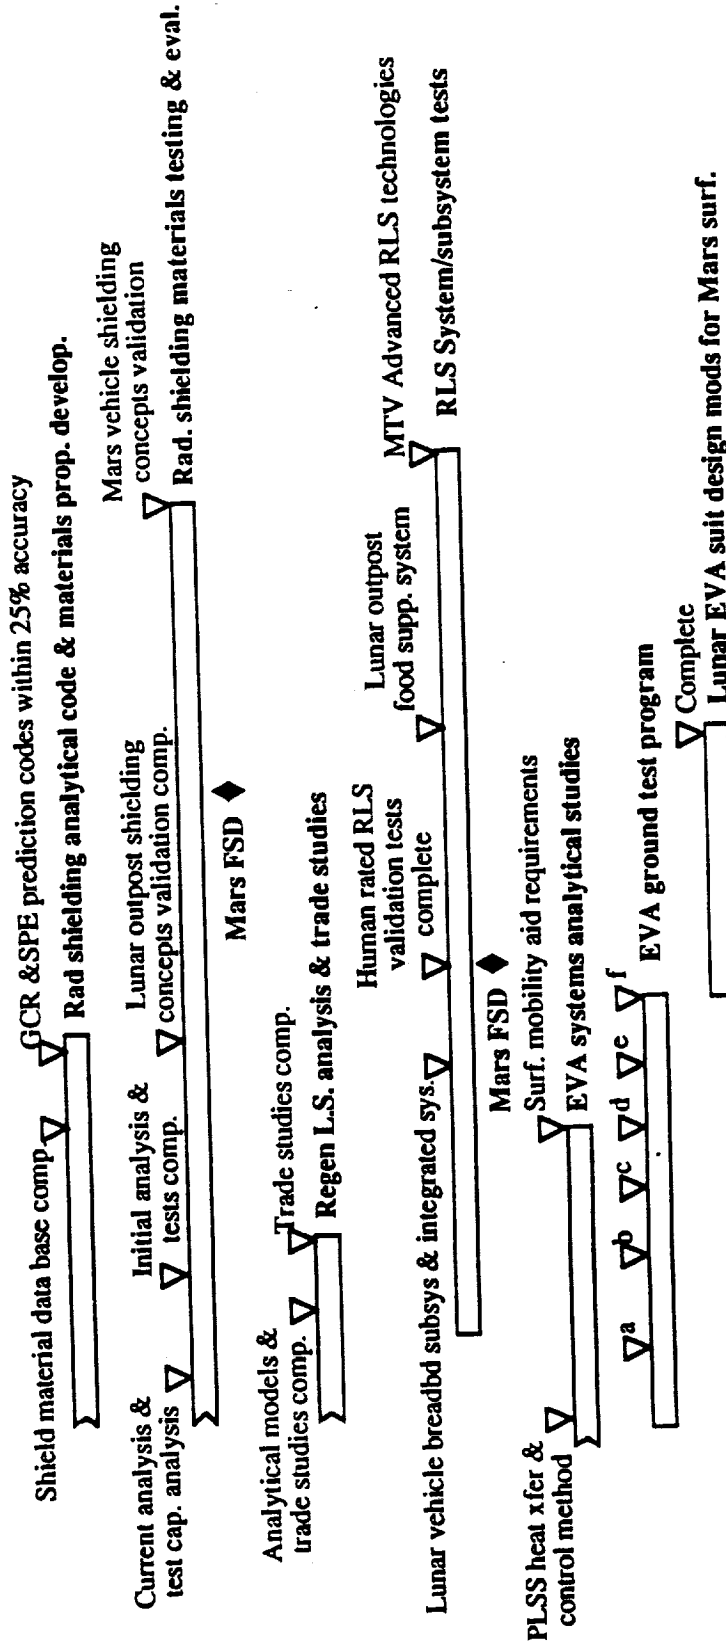 Shield material data base comp.
GCR &SPE prediction codes within 25% accuracy
Rad shielding analytical code & materials prop. develop.
Current analysis &
test cap. analysis
Initial analysis &
tests comp.
Lunar outpost shielding
concepts validation comp.
Mars vehicle shielding
concepts validation
Rad. shielding materials testing & eval.
Mars FSD
Analytical models &
trade studies comp.
Trade studies comp.
Regen L.S. analysis & trade studies
Lunar vehicle breadbd subsys & integrated sys.
Human rated RLS
validation tests
complete
Lunar outpost
food supp. system
MTV Advanced RLS technologies
RLS System/subsystem tests
Mars FSD
PLSS heat xfer &
control method
Surf. mobility aid requirements
EVA systems analytical studies
a
b
c
d
e
f
EVA ground test program
Complete
Lunar EVA suit design mods for Mars surf.